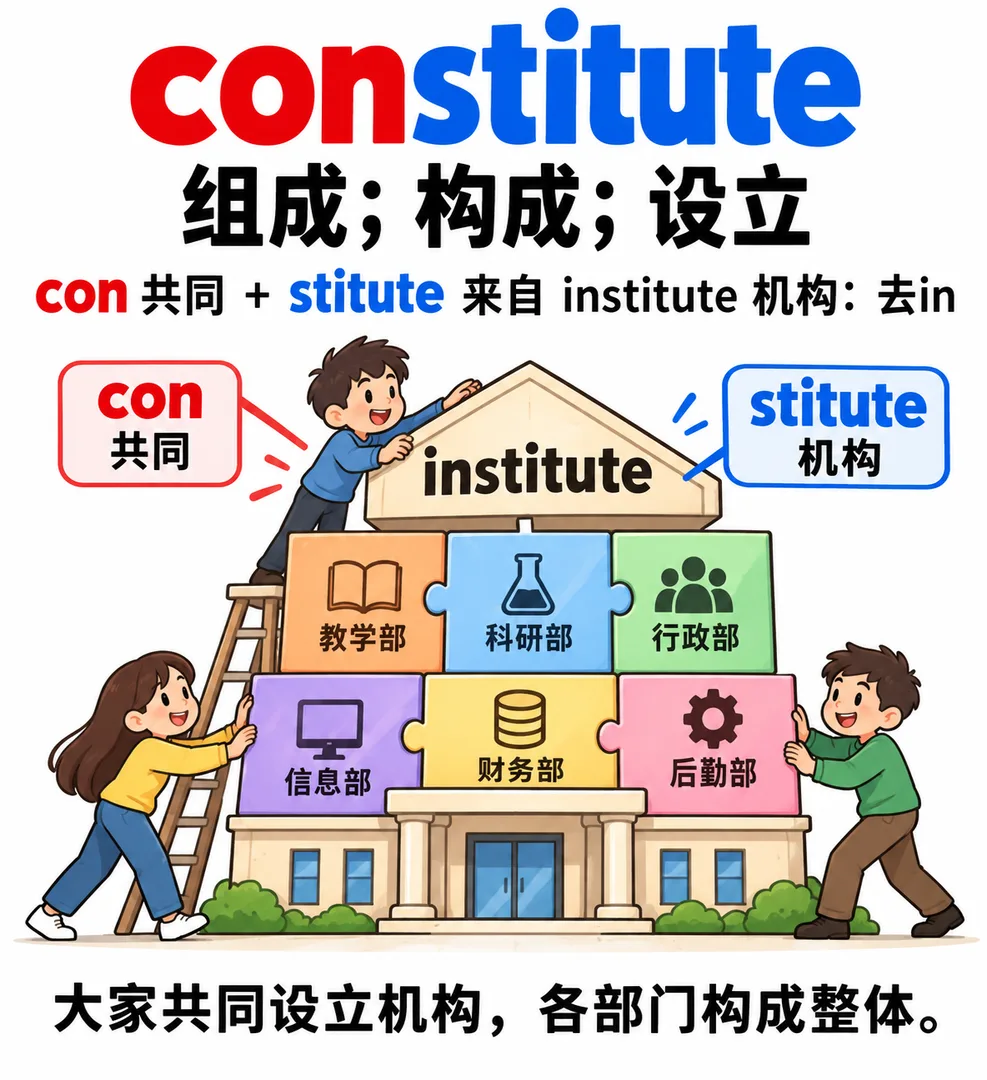 constitute
组成；构成；设立
con 共同 + stitute 来自 institute 机构：去in
con
共同
stitute
机构
institute
教学部
科研部
行政部
信息部
财务部
后勤部
大家共同设立机构，各部门构成整体。